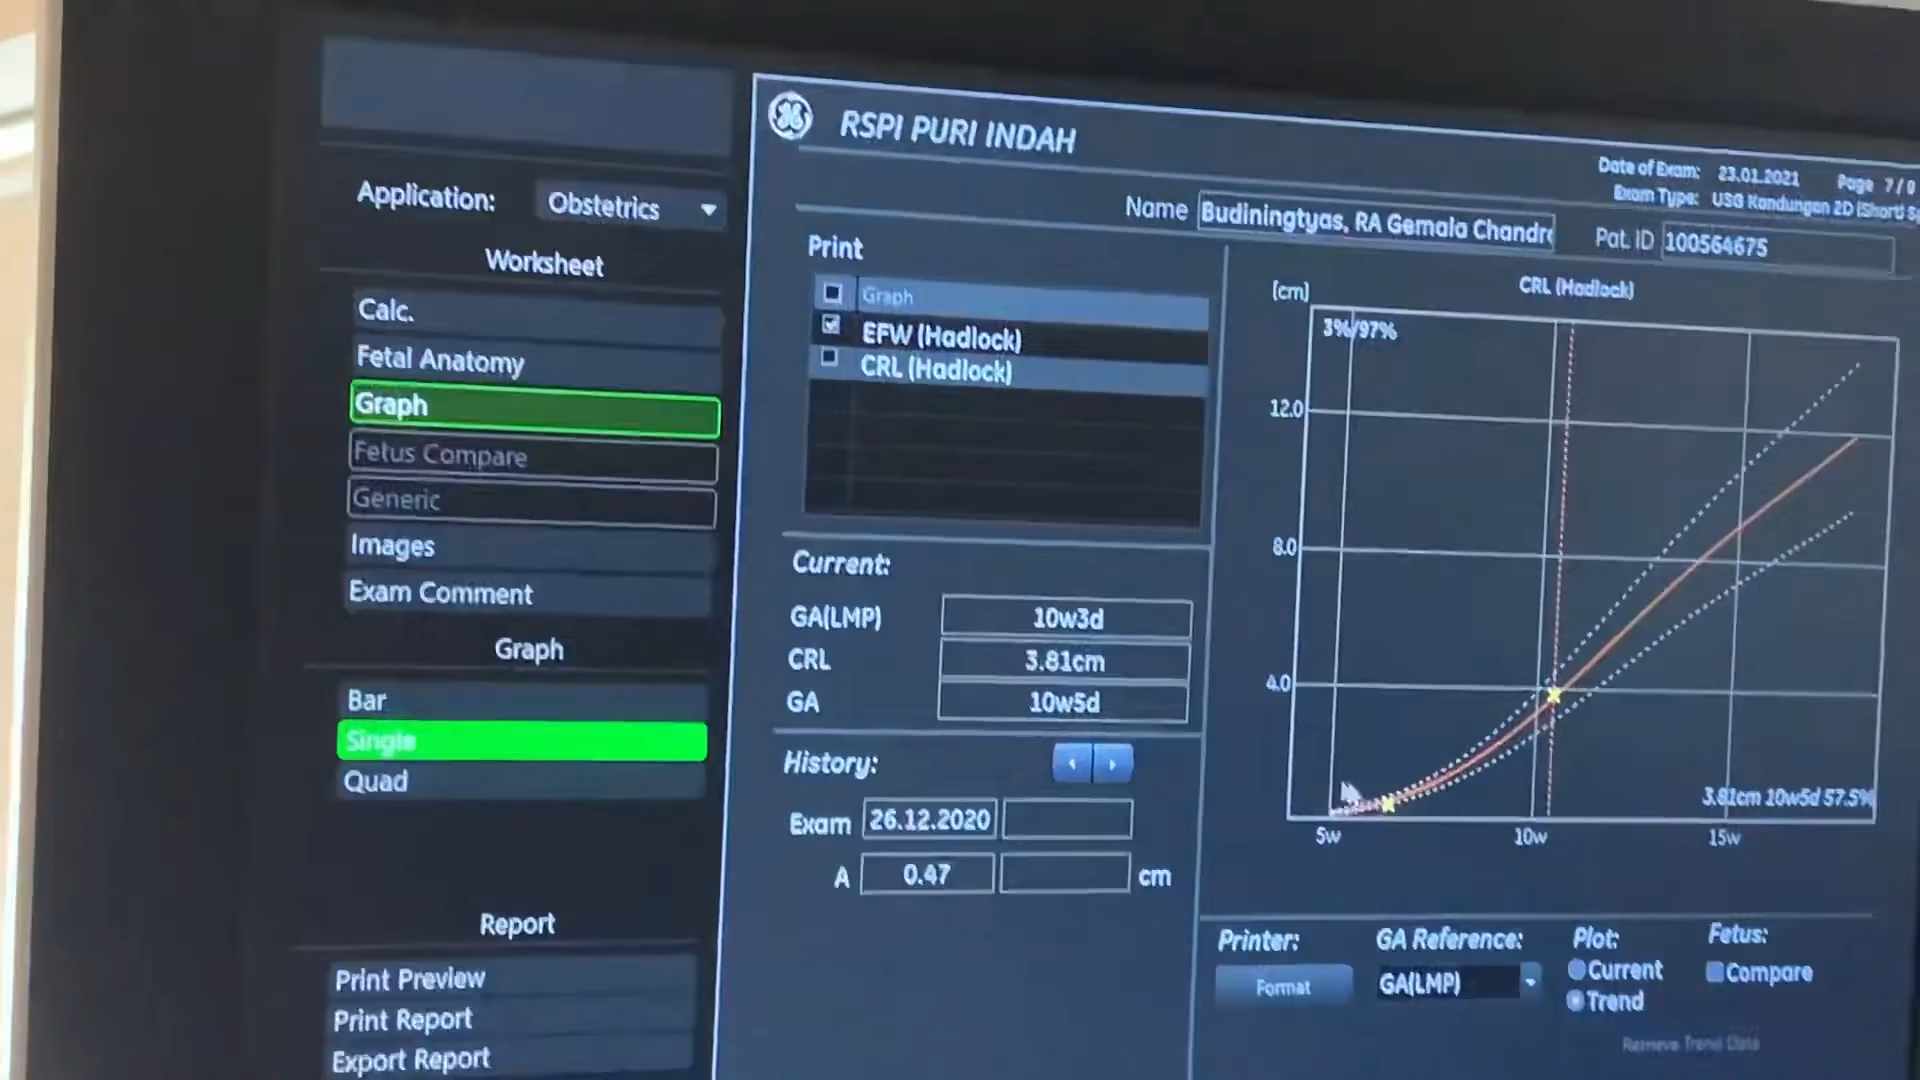 RSPI PURI INDAH
Date of Exam: 23.01.2021 Page 7/
Exam Type: USG Kandungan 2D (Short)
Name Budiningtyas, RA Gemala Chandr
Pat. ID 100564675
Application: Obstetrics
Worksheet
Calc.
Fetal Anatomy
Graph
Fetus Compare
Generic
Images
Exam Comment
Graph
Bar
Single
Quad
Report
Print Preview
Print Report
Export Report
Print
Graph
EFW (Hadlock)
CRL (Hadlock)
Current:
GA(LMP) 10w3d
CRL 3.81cm
GA 10w5d
History:
Exam 26.12.2020
A 0.47 cm
CRL (Hadlock)
[cm]
3%/97%
12.0
8.0
4.0
3.81cm 10w5d 57.5%
5w 10w 15w
Printer: GA Reference: Plot: Fetus:
Format GA(LMP) Current Compare
Trend
Retrieve Trend Data